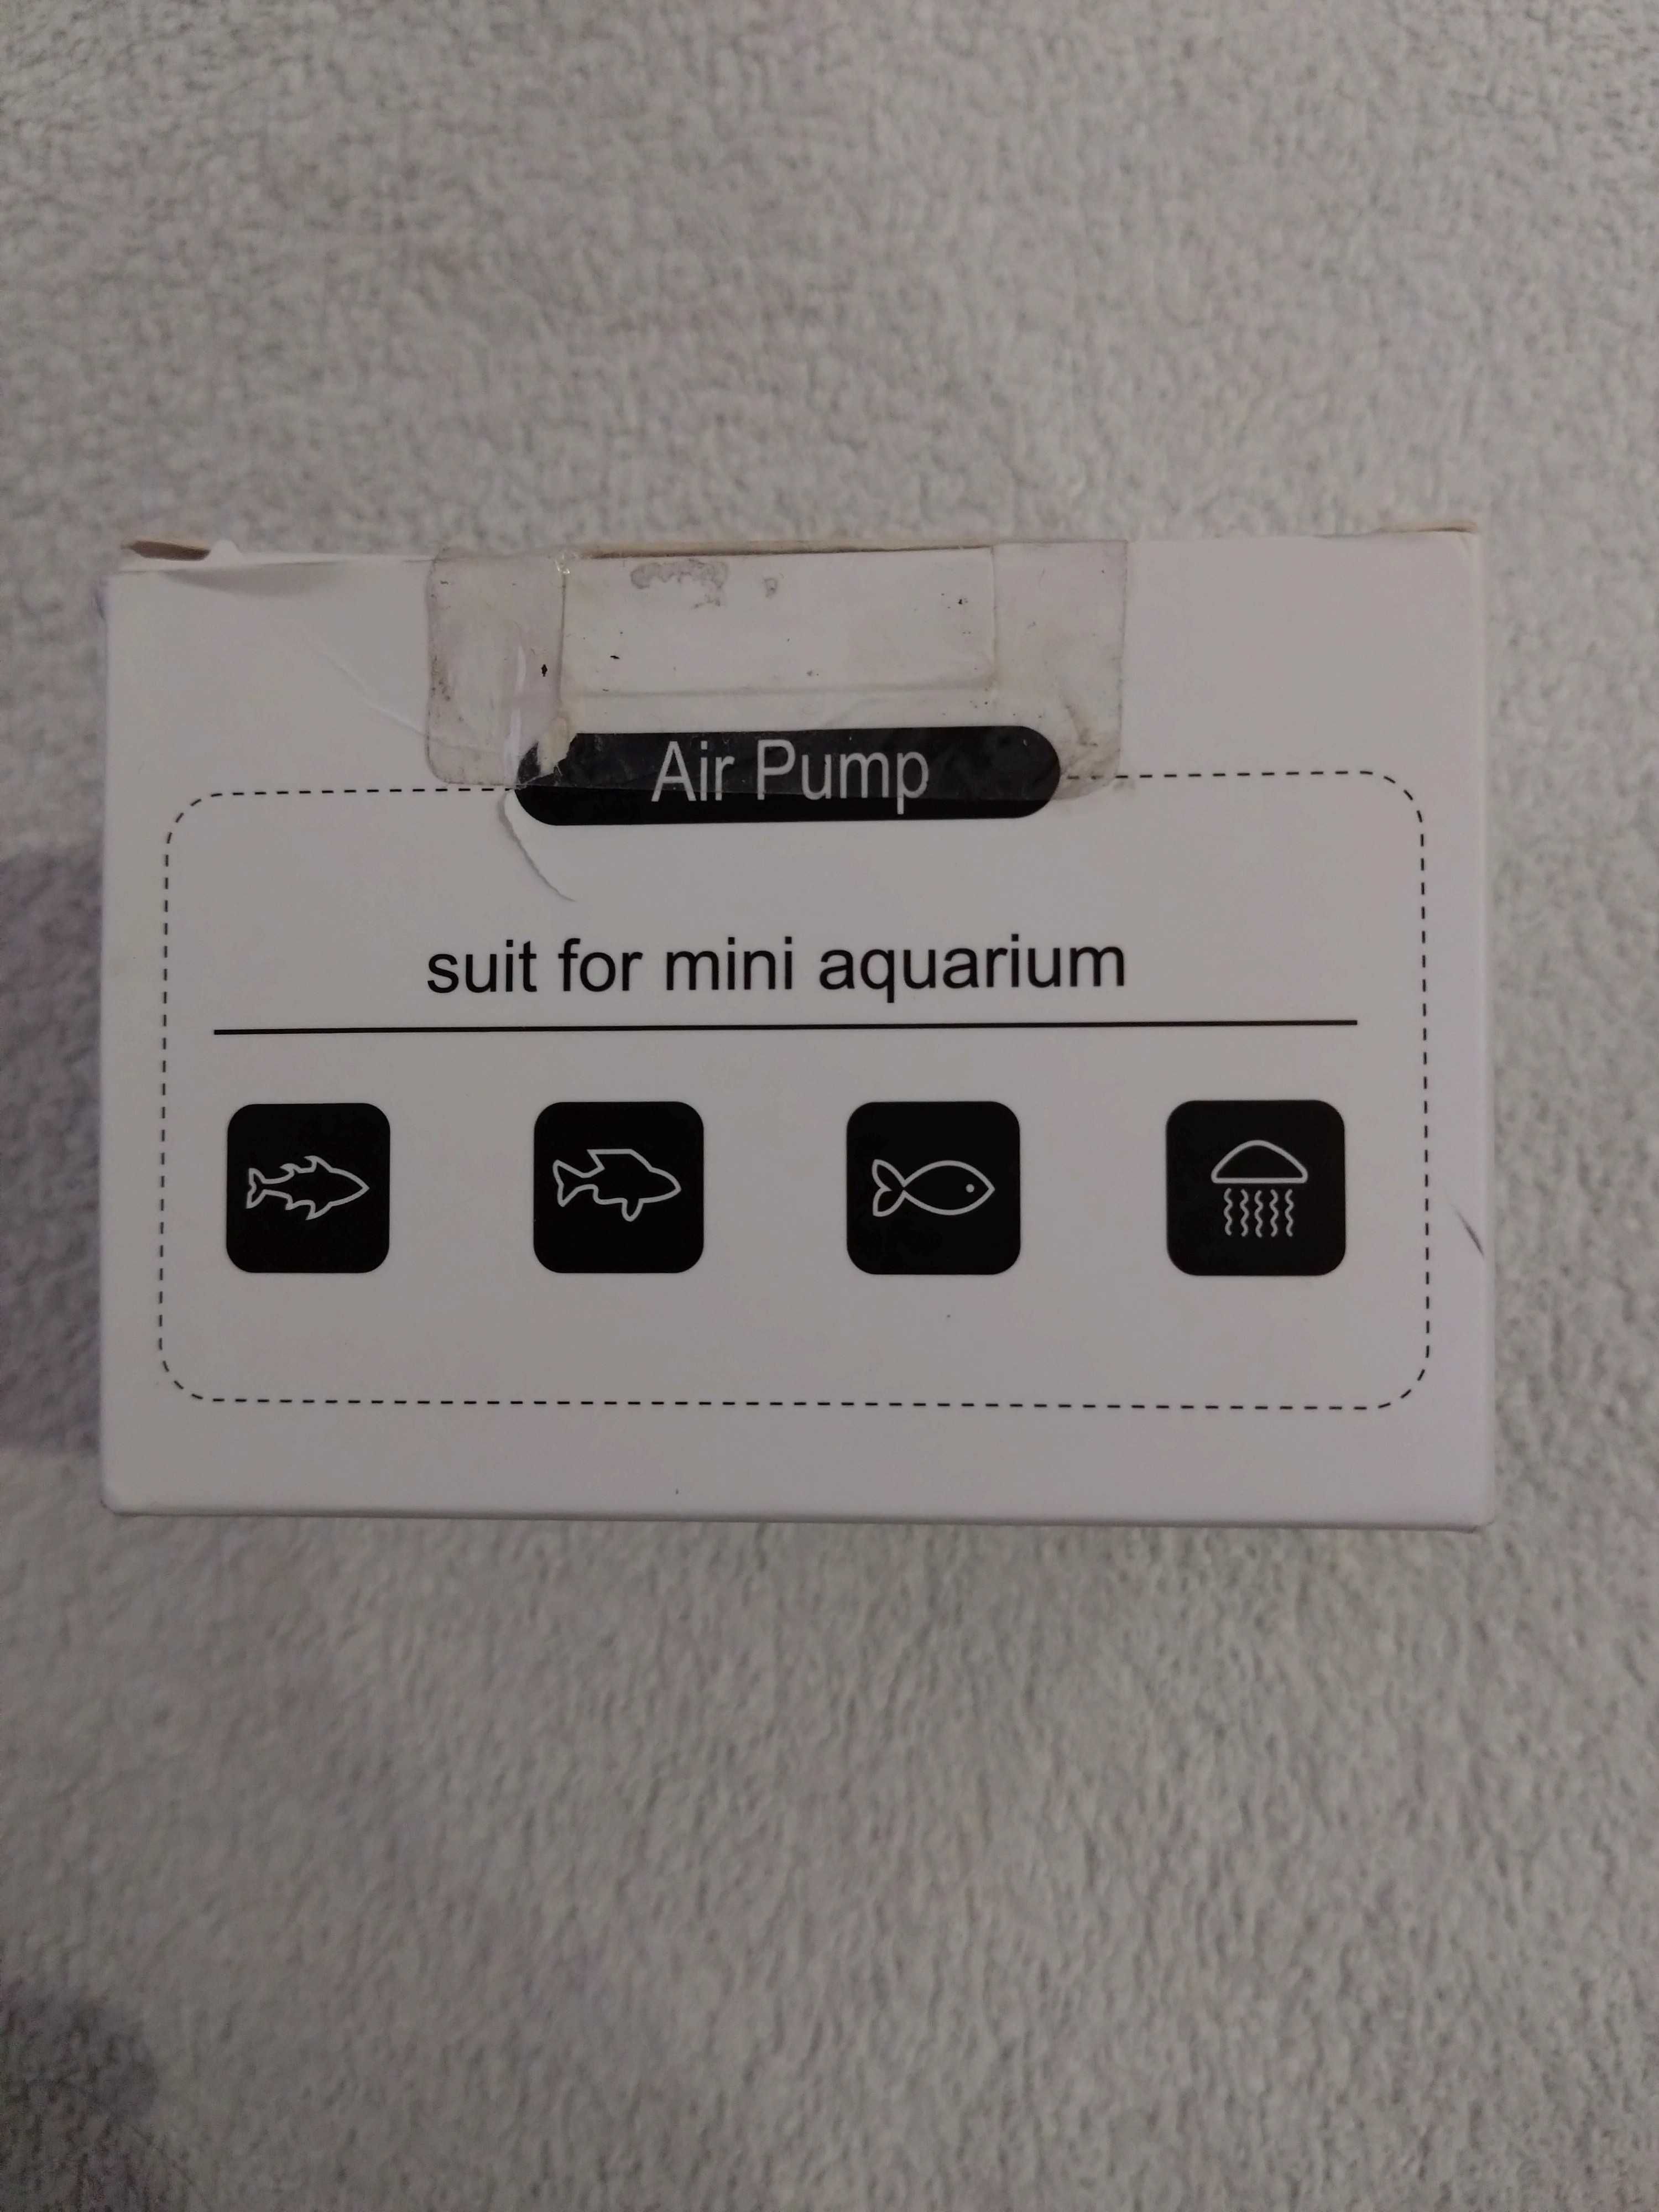 Air Pump
suit for mini aquarium